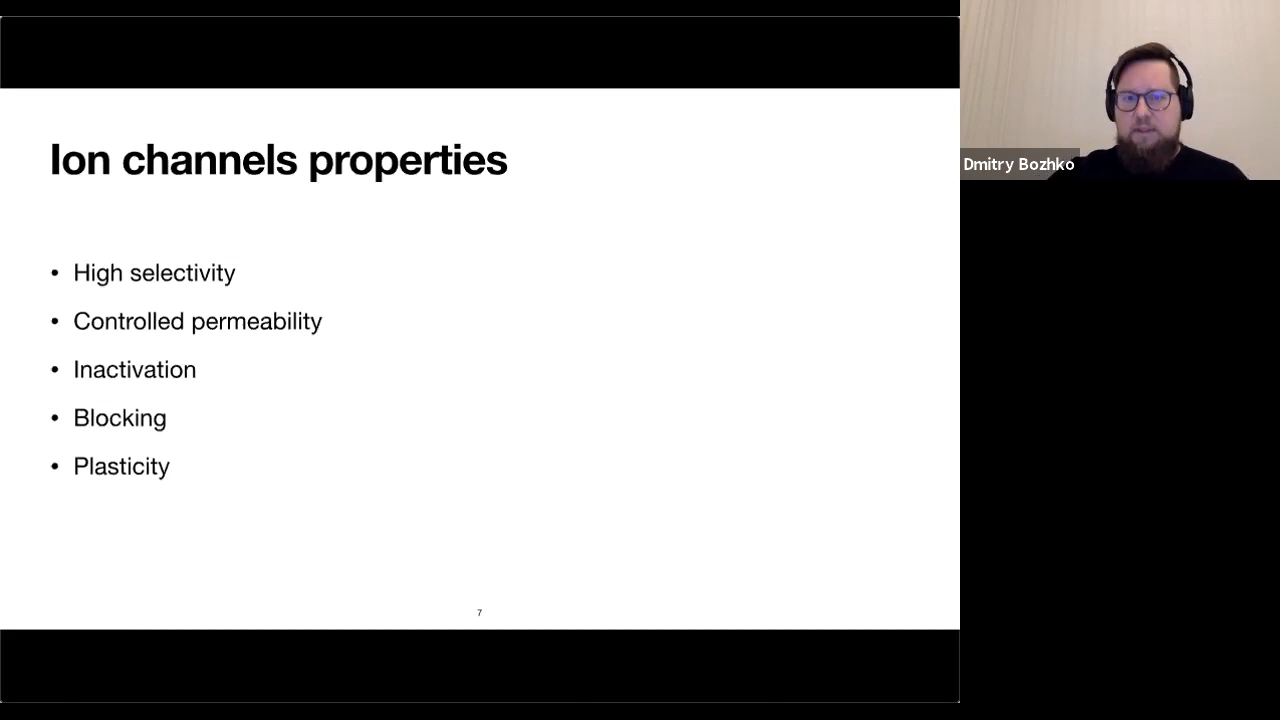 Ion channels properties
• High selectivity
• Controlled permeability
• Inactivation
• Blocking
• Plasticity
7
Dmitry Bozhko